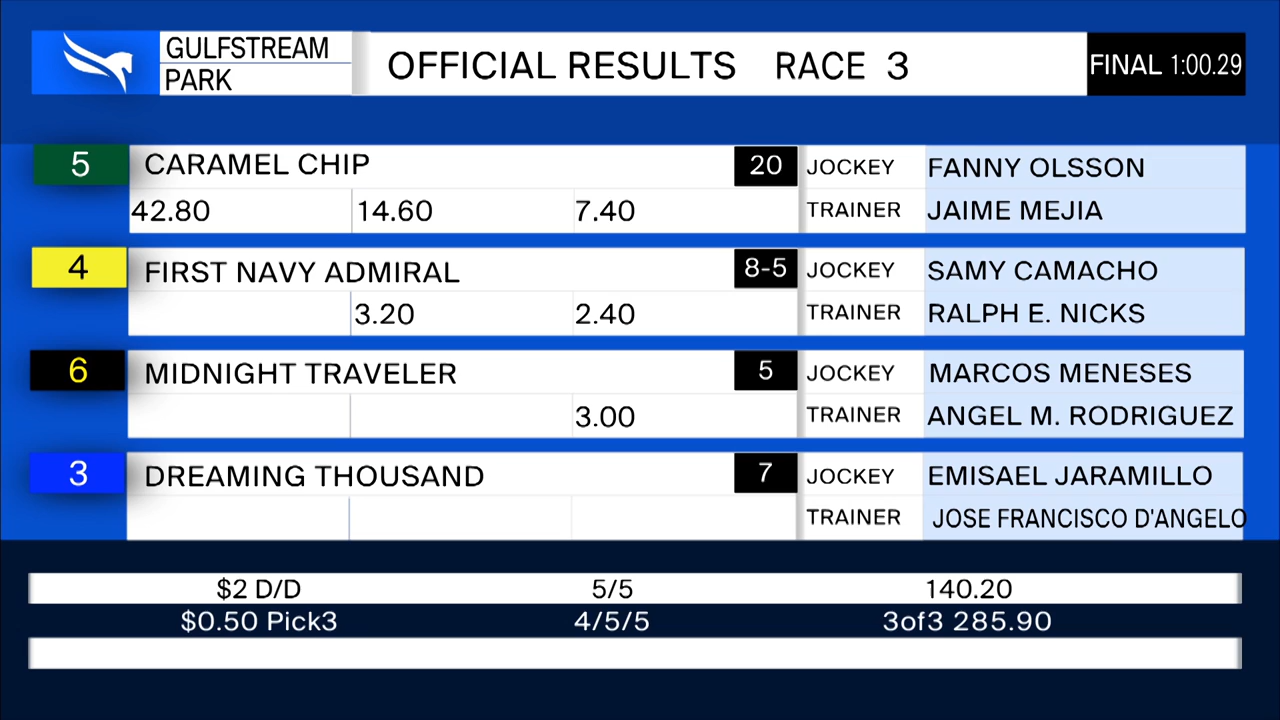 GULFSTREAM
PARK
OFFICIAL RESULTS RACE 3
FINAL 1:00.29
5 CARAMEL CHIP 20 JOCKEY FANNY OLSSON
42.80 14.60 7.40 TRAINER JAIME MEJIA
4 FIRST NAVY ADMIRAL 8-5 JOCKEY SAMY CAMACHO
3.20 2.40 TRAINER RALPH E. NICKS
6 MIDNIGHT TRAVELER 5 JOCKEY MARCOS MENESES
3.00 TRAINER ANGEL M. RODRIGUEZ
3 DREAMING THOUSAND 7 JOCKEY EMISAEL JARAMILLO
TRAINER JOSE FRANCISCO D'ANGELO
$2 D/D 5/5 140.20
$0.50 Pick3 4/5/5 3of3 285.90